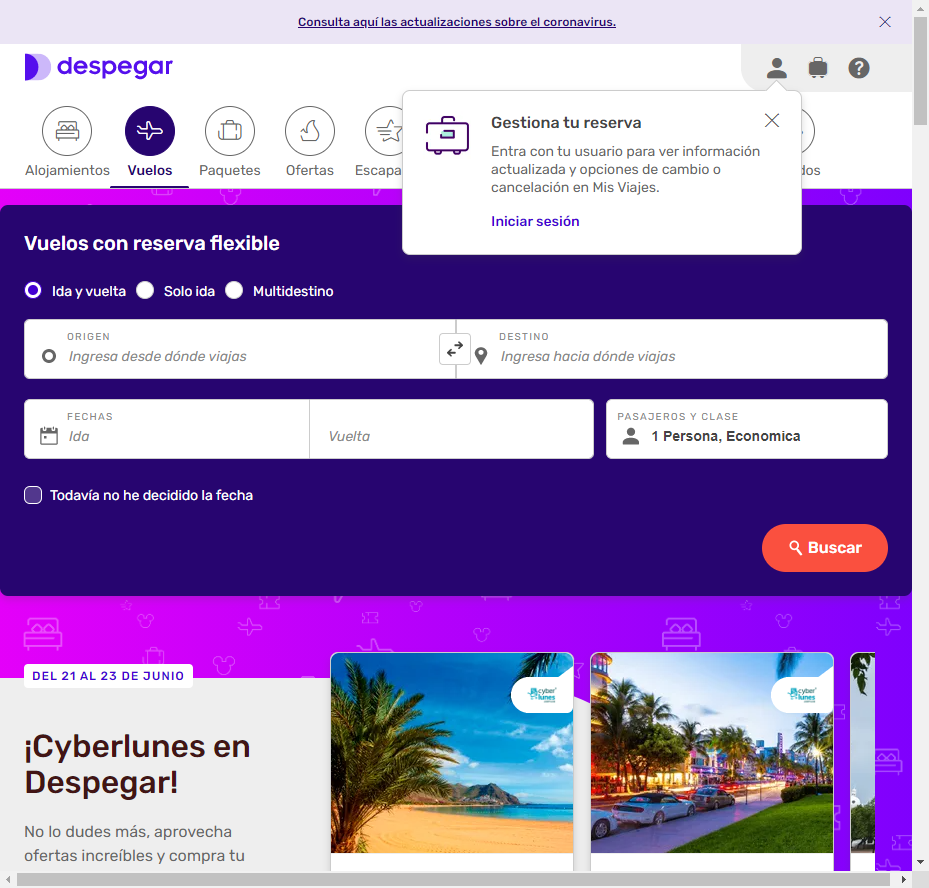 Consulta aquí las actualizaciones sobre el coronavirus.
despegar
Gestiona tu reserva
Entra con tu usuario para ver información
actualizada y opciones de cambio o
cancelación en Mis Viajes.
Iniciar sesión
Alojamientos
Vuelos
Paquetes
Ofertas
Escapa
dos
Vuelos con reserva flexible
Ida y vuelta
Solo ida
Multidestino
ORIGEN
Ingresa desde dónde viajas
DESTINO
Ingresa hacia dónde viajas
FECHAS
Ida
Vuelta
PASAJEROS Y CLASE
1 Persona, Economica
Todavía no he decidido la fecha
Buscar
DEL 21 AL 23 DE JUNIO
¡Cyberlunes en
Despegar!
No lo dudes más, aprovecha
ofertas increíbles y compra tu
cyber
lunes
cyber
lunes